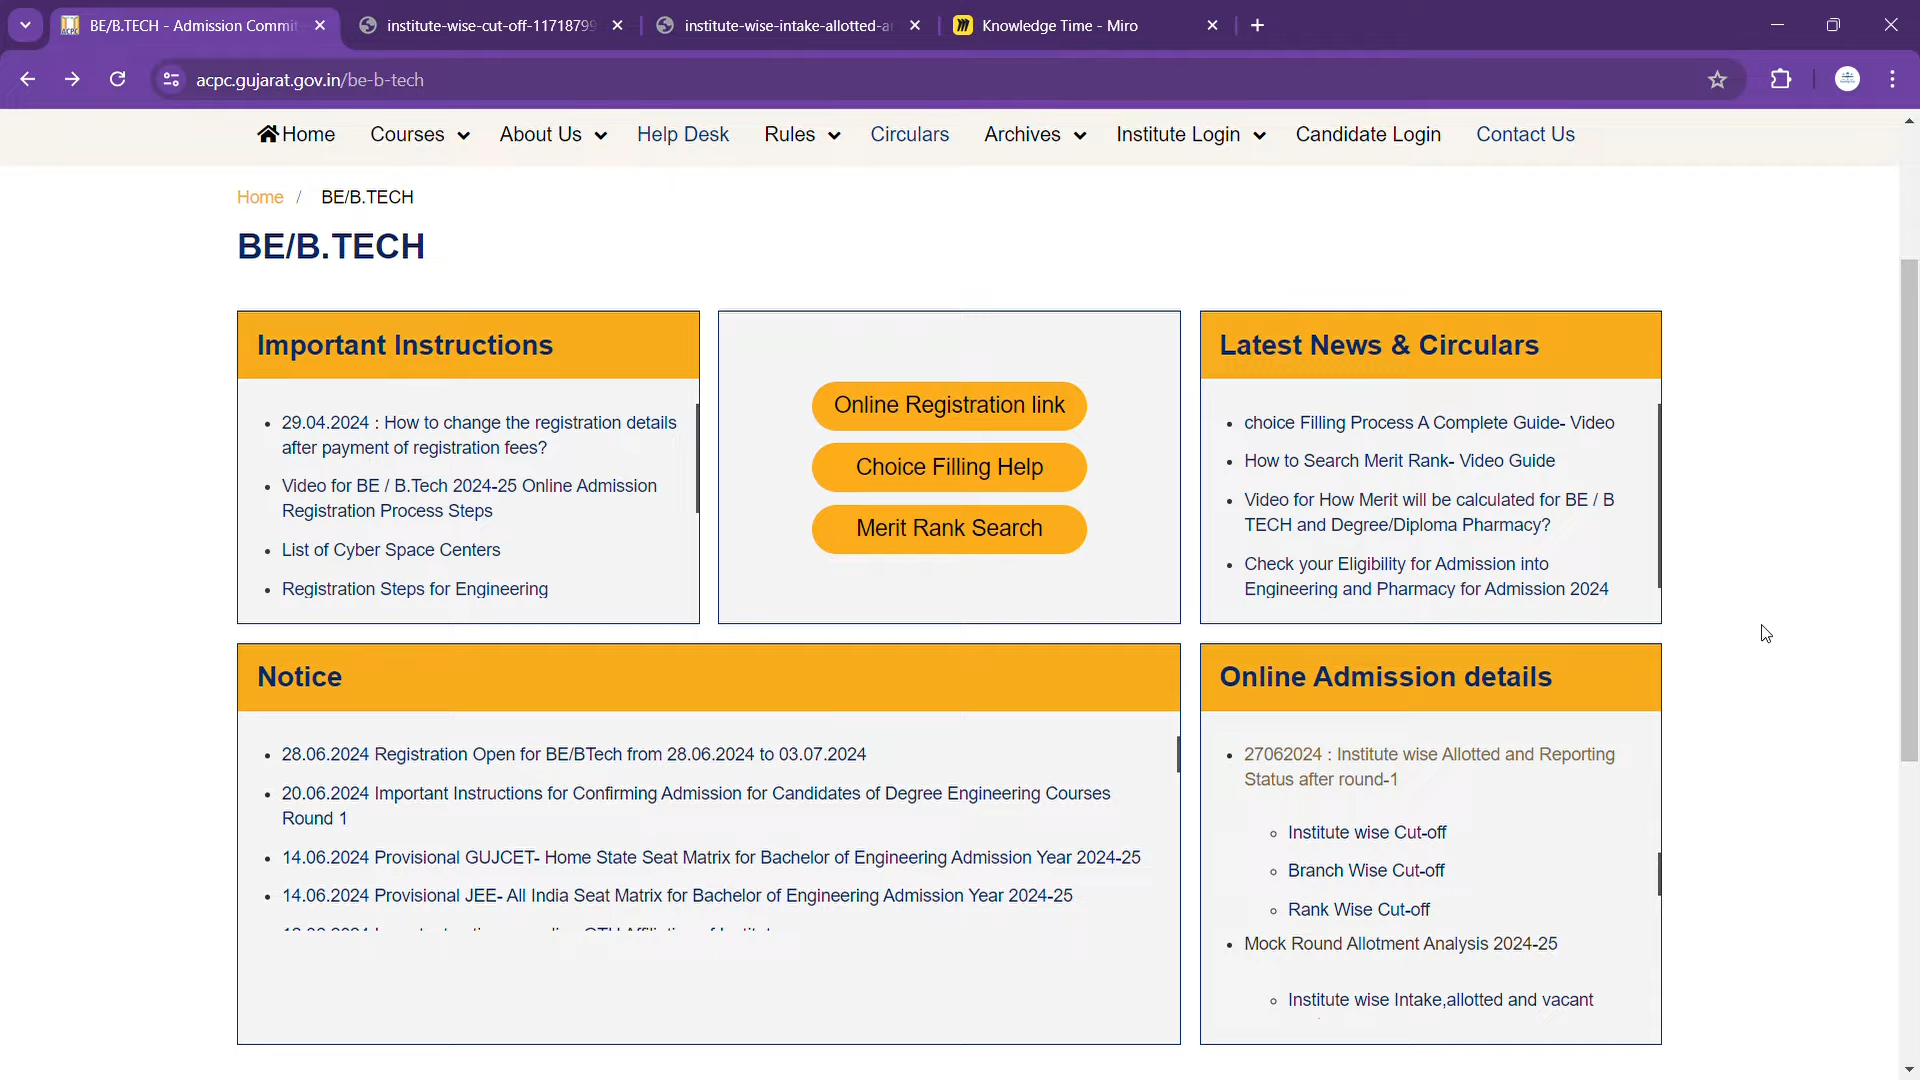 BE/B.TECH - Admission Commit
institute-wise-cut-off-11718799
institute-wise-intake-allotted-a
Knowledge Time - Miro
acpc.gujarat.gov.in/be-b-tech
Home
Courses
About Us
Help Desk
Rules
Circulars
Archives
Institute Login
Candidate Login
Contact Us
Home / BE/B.TECH
BE/B.TECH
Important Instructions
29.04.2024 : How to change the registration details
after payment of registration fees?
Video for BE / B.Tech 2024-25 Online Admission
Registration Process Steps
List of Cyber Space Centers
Registration Steps for Engineering
Online Registration link
Choice Filling Help
Merit Rank Search
Latest News & Circulars
choice Filling Process A Complete Guide- Video
How to Search Merit Rank- Video Guide
Video for How Merit will be calculated for BE / B
TECH and Degree/Diploma Pharmacy?
Check your Eligibility for Admission into
Engineering and Pharmacy for Admission 2024
Notice
28.06.2024 Registration Open for BE/BTech from 28.06.2024 to 03.07.2024
20.06.2024 Important Instructions for Confirming Admission for Candidates of Degree Engineering Courses
Round 1
14.06.2024 Provisional GUJCET- Home State Seat Matrix for Bachelor of Engineering Admission Year 2024-25
14.06.2024 Provisional JEE- All India Seat Matrix for Bachelor of Engineering Admission Year 2024-25
Online Admission details
27062024 : Institute wise Allotted and Reporting
Status after round-1
Institute wise Cut-off
Branch Wise Cut-off
Rank Wise Cut-off
Mock Round Allotment Analysis 2024-25
Institute wise Intake,allotted and vacant